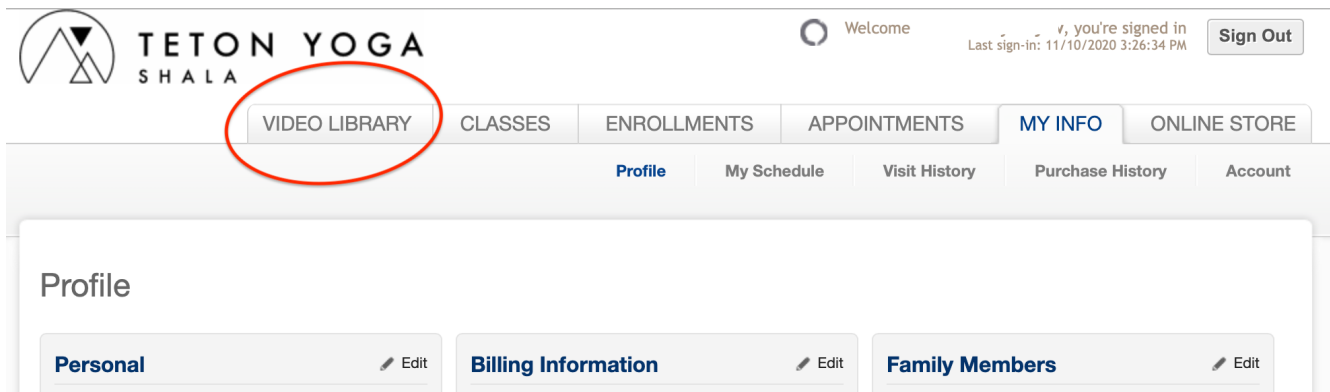 TETON YOGA
SHALA
Welcome
, you're signed in
Last sign-in: 11/10/2020 3:26:34 PM
Sign Out
VIDEO LIBRARY CLASSES ENROLLMENTS APPOINTMENTS MY INFO ONLINE STORE
Profile My Schedule Visit History Purchase History Account
Profile
Personal Edit Billing Information Edit Family Members Edit